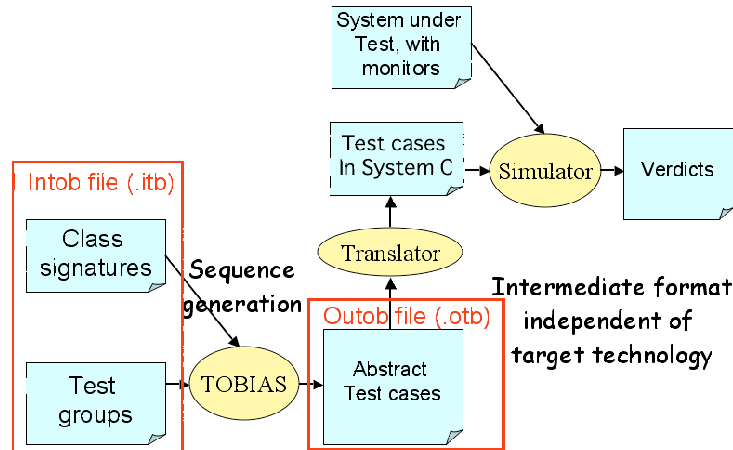 System under
Test, with
monitors
Test cases
In System C
Simulator
Verdicts
Intob file (.itb)
Class
signatures
Sequence
generation
Translator
Intermediate format
independent of
target technology
Outob file (.otb)
Test
groups
TOBIAS
Abstract
Test cases